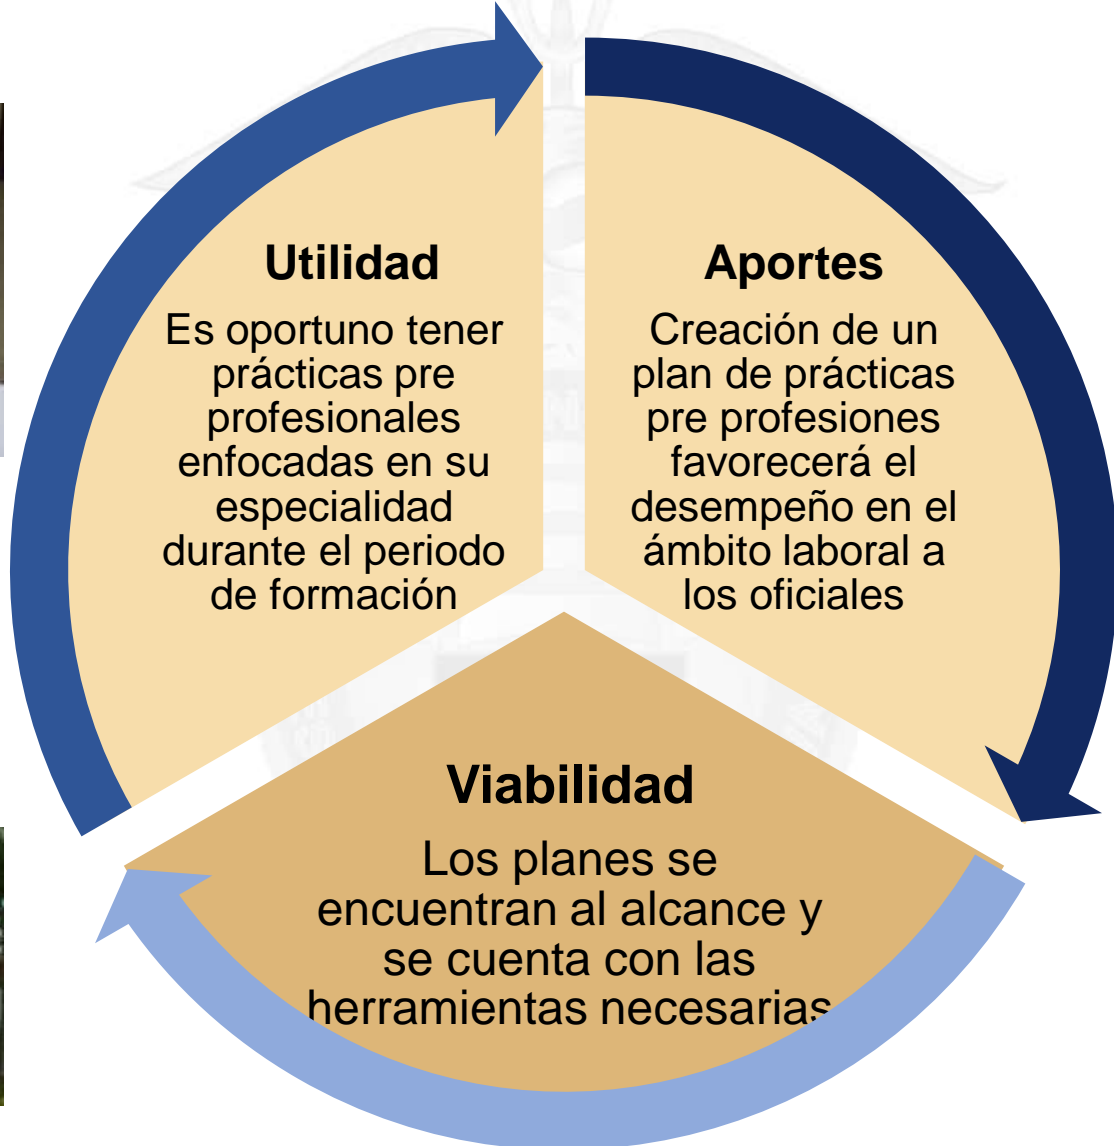 Utilidad
Es oportuno tener
prácticas pre
profesionales
enfocadas en su
especialidad
durante el periodo
de formación
Aportes
Creación de un
plan de prácticas
pre profesiones
favorecerá el
desempeño en el
ámbito laboral a
los oficiales
Viabilidad
Los planes se
encuentran al alcance y
se cuenta con las
herramientas necesarias